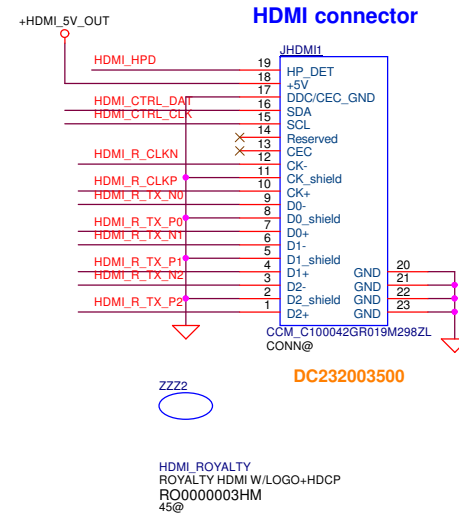 HDMI connector
+HDMI_5V_OUT
JHDMI1
HDMI_HPD 19 HP_DET
18 +5V
17 DDC/CEC_GND
HDMI_CTRL_DAT 16 SDA
HDMI_CTRL_CLK 15 SCL
14 Reserved
13 CEC
HDMI_R_CLKN 12 CK-
11 CK_shield
HDMI_R_CLKP 10 CK+
HDMI_R_TX_N0 9 D0-
8 D0_shield
HDMI_R_TX_P0 7 D0+
HDMI_R_TX_N1 6 D1-
5 D1_shield
HDMI_R_TX_P1 4 D1+ GND 20
HDMI_R_TX_N2 3 D2- GND 21
2 D2_shield GND 22
HDMI_R_TX_P2 1 D2+ GND 23
CCM_C100042GR019M298ZL
CONN@
DC232003500
ZZZ2
HDMI_ROYALTY
ROYALTY HDMI W/LOGO+HDCP
RO0000003HM
45@